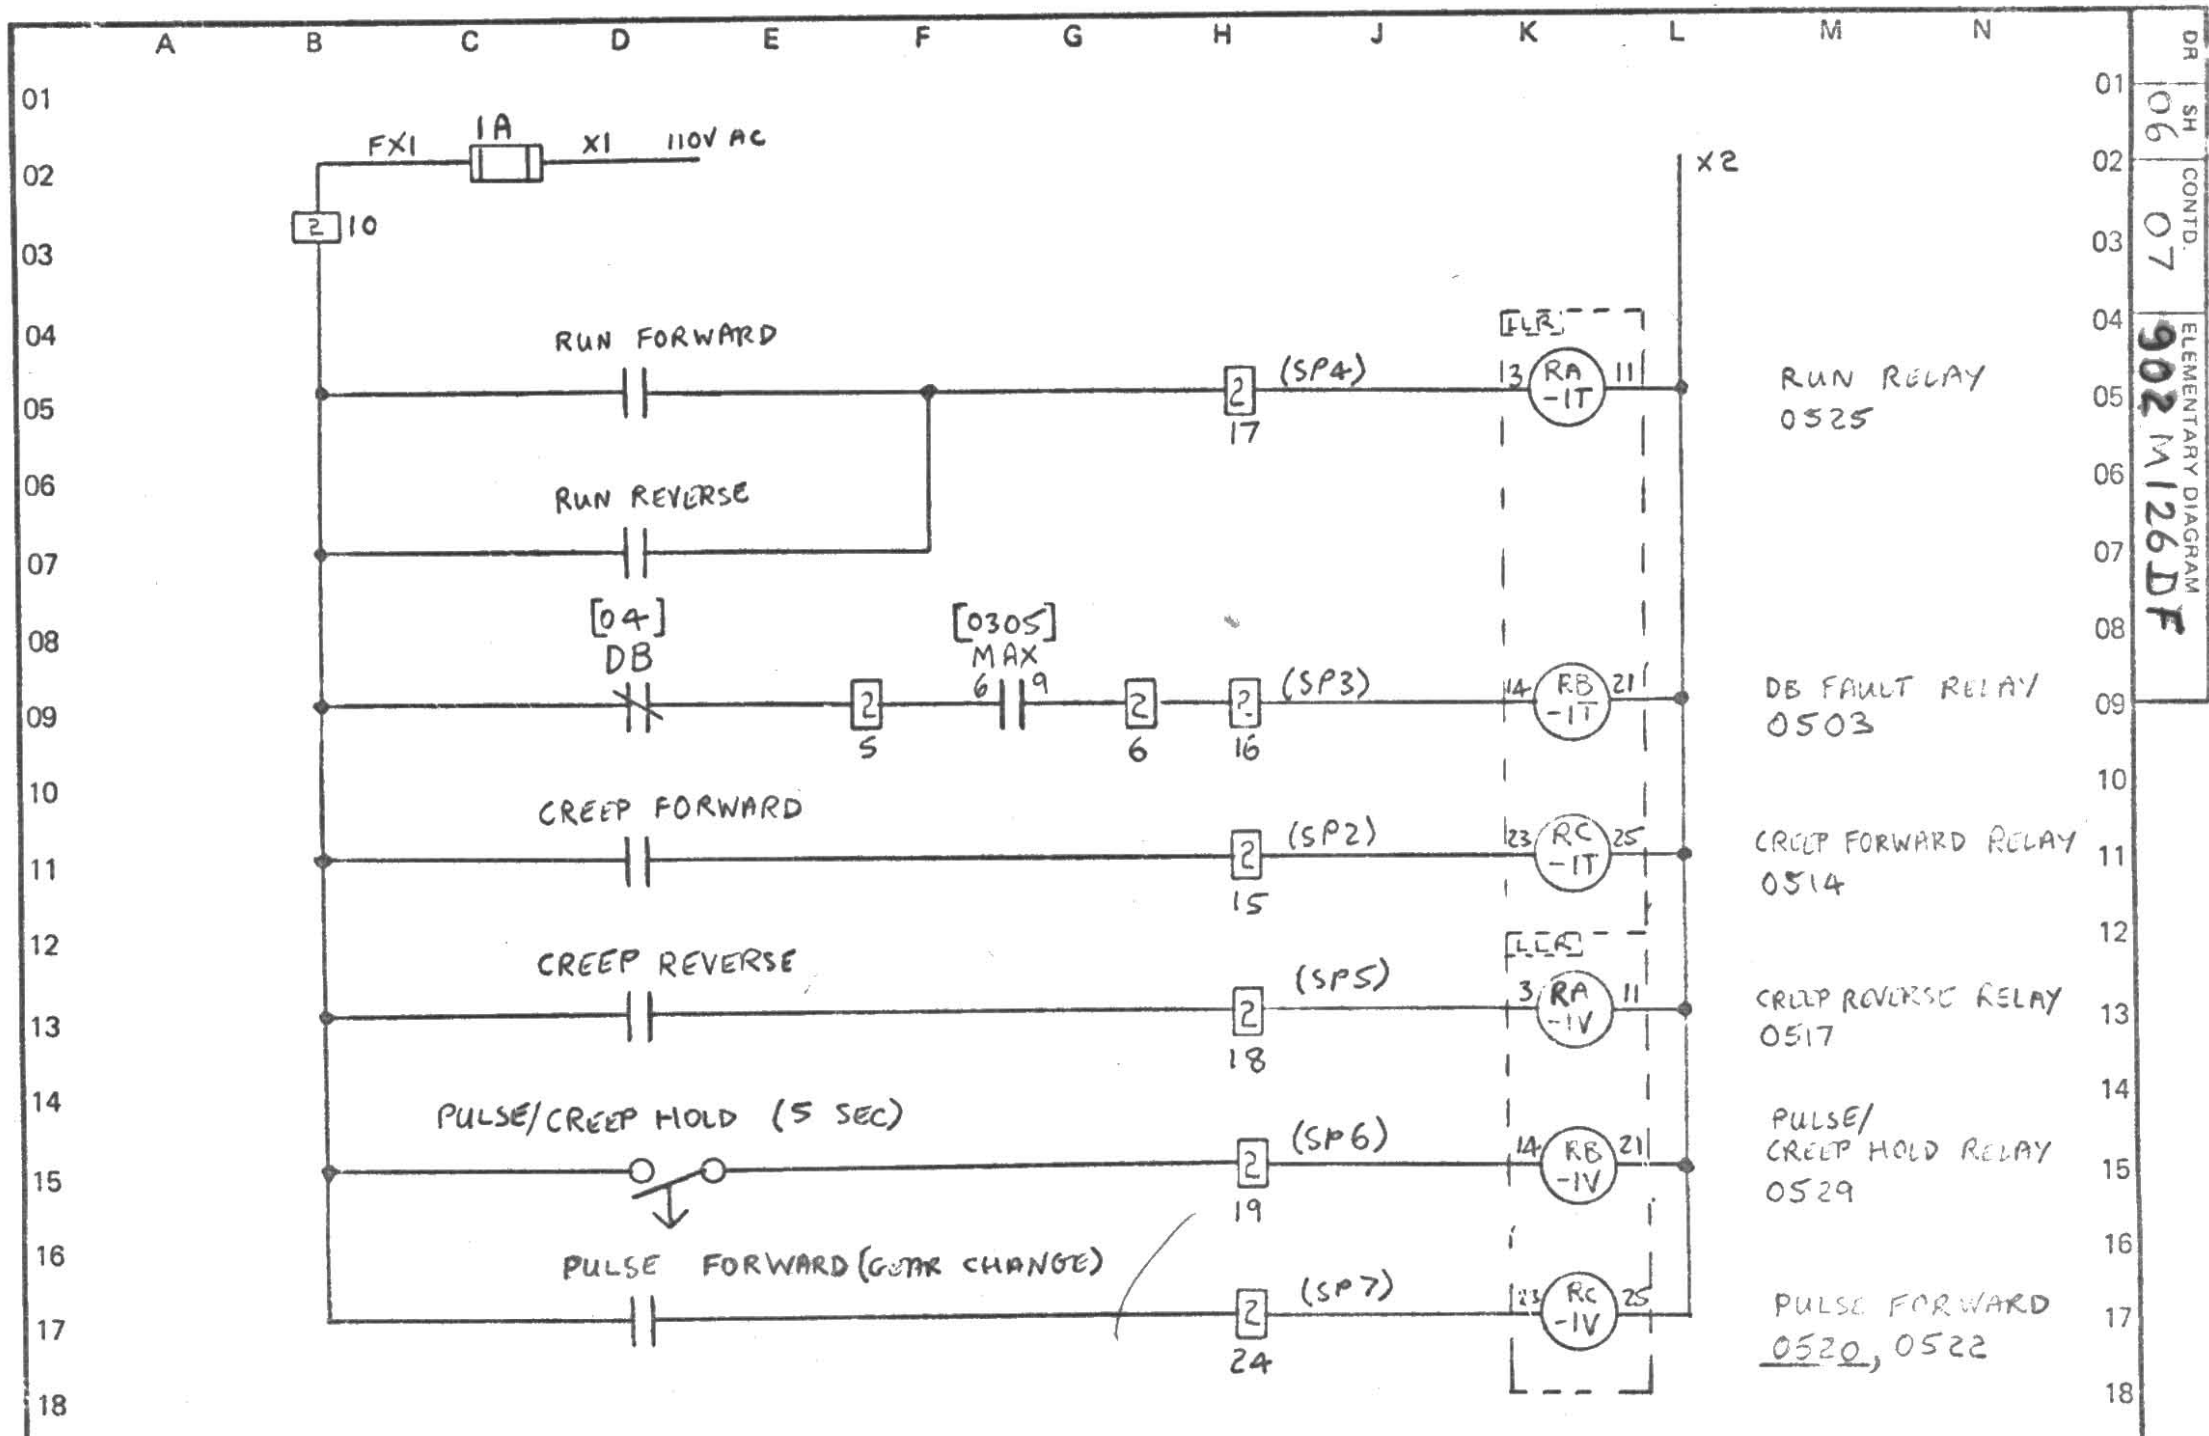 A B C D E F G H J K L M N
01 01
FX1 1A X1 110V AC
X2
02 02
2 10
03 03
04 04
RUN FORWARD
(SP4) 3 RA 11 RUN RELAY
2 -1T 0525
05 05
17
06 06
RUN REVERSE
07 07
[04] [0305]
08 08
DB MAX
6 9 (SP3) 14 RB 21 DB FAULT RELAY
2 2 -1T 0503
09 09
5 6 16
10 10
CREEP FORWARD
(SP2) 23 RC 25 CREEP FORWARD RELAY
2 -1T 0514
11 11
15
12 12
CREEP REVERSE
(SP5) 3 RA 11 CREEP REVERSE RELAY
2 -1V 0517
13 13
18
14 14
PULSE/CREEP HOLD (5 SEC) PULSE/
(SP6) 14 RB 21 CREEP HOLD RELAY
2 -1V 0529
15 15
19
16 16
PULSE FORWARD (GEAR CHANGE)
(SP7) 23 RC 25 PULSE FORWARD
2 -1V 0520, 0522
17 17
24
18 18
DR SH CONTD. ELEMENTARY DIAGRAM
06 07 902 M126DF